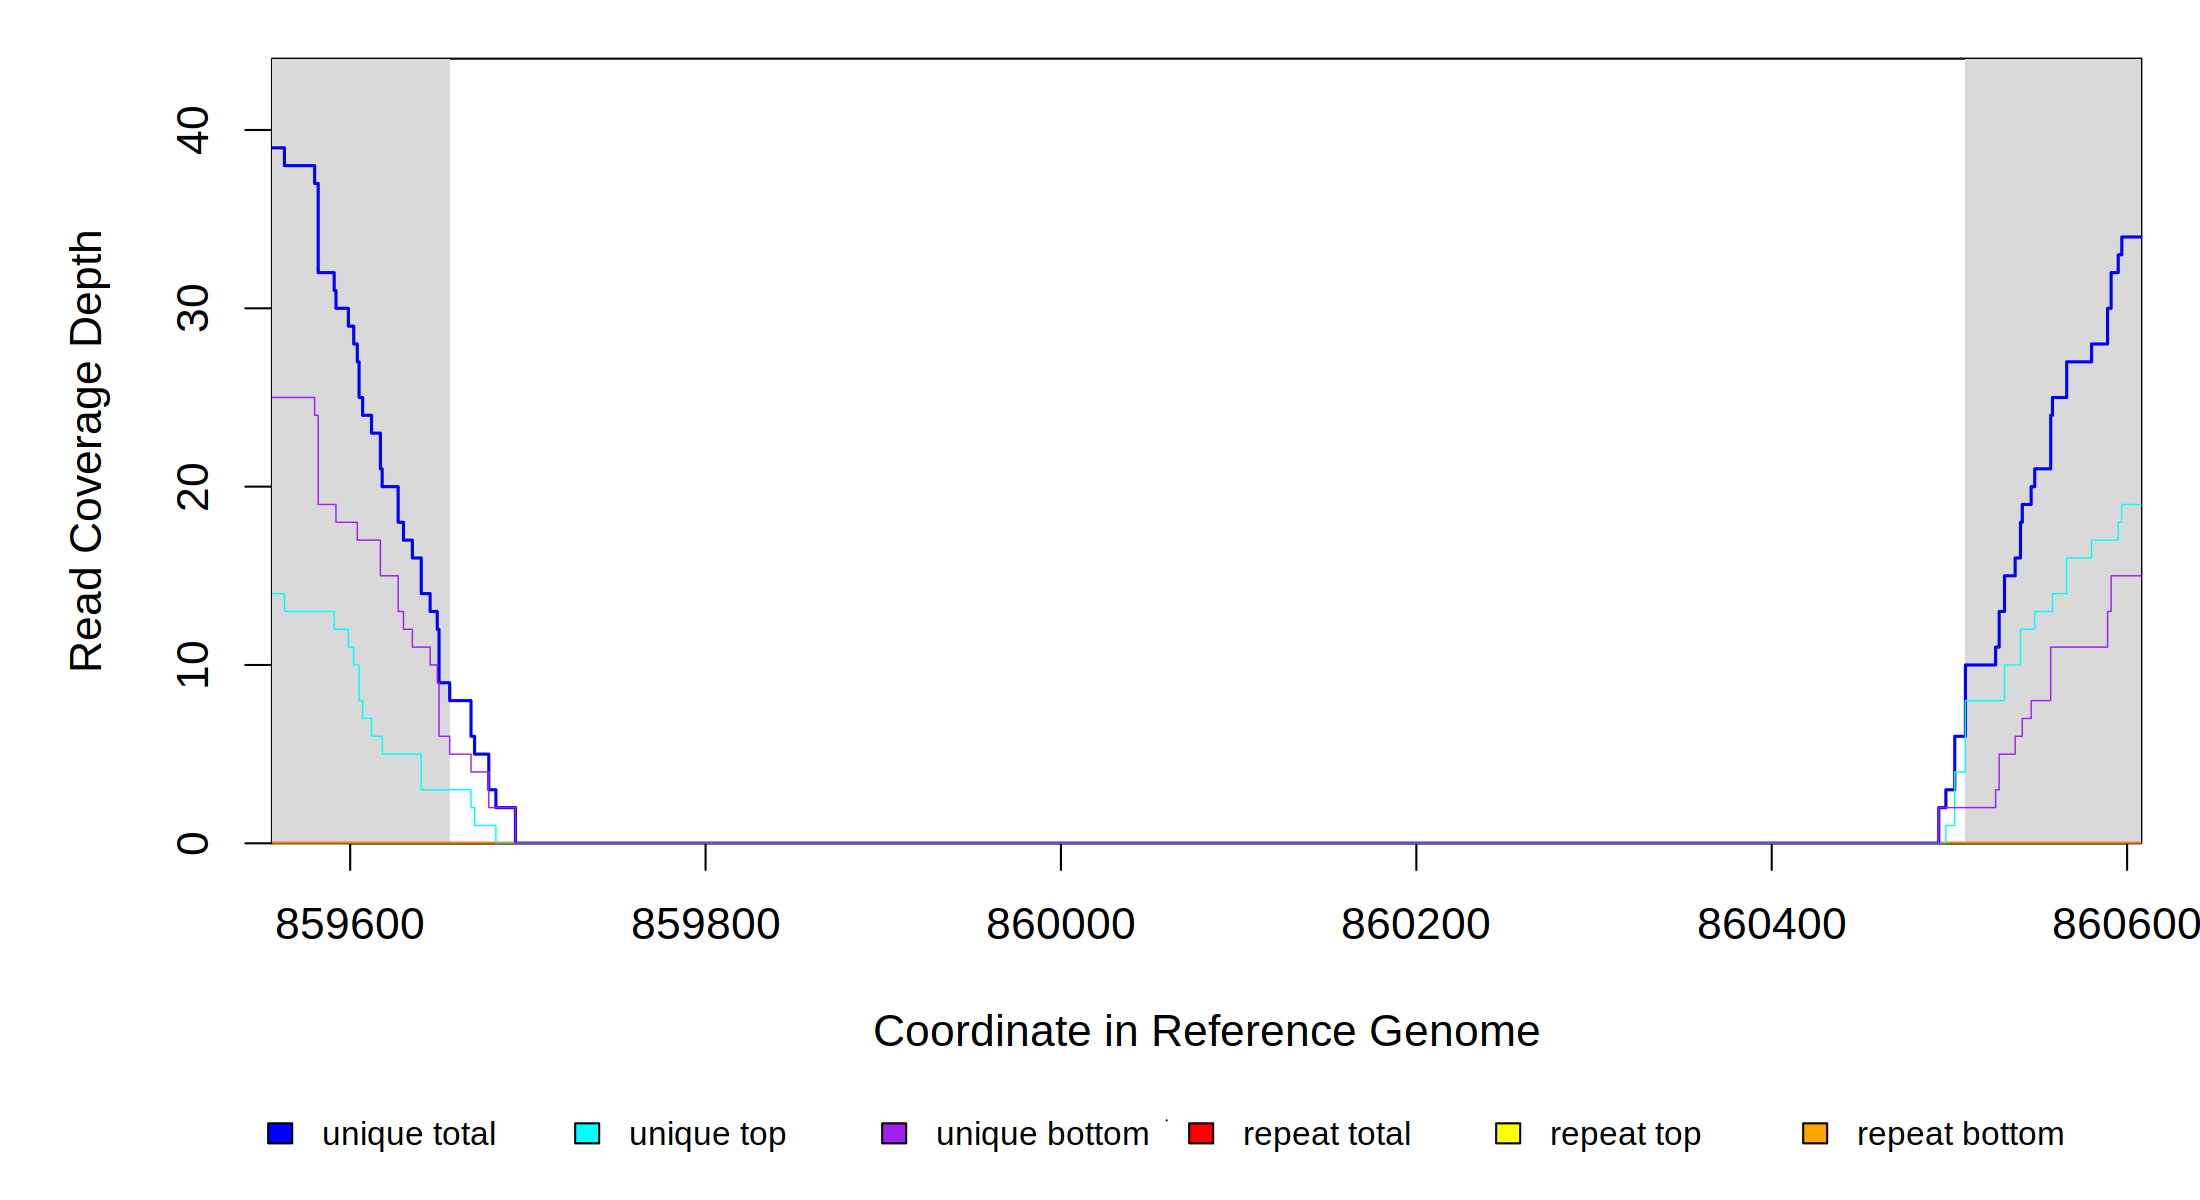 40
30
20
10
0
Read Coverage Depth
859600 859800 860000 860200 860400 860600
Coordinate in Reference Genome
unique total unique top unique bottom repeat total repeat top repeat bottom